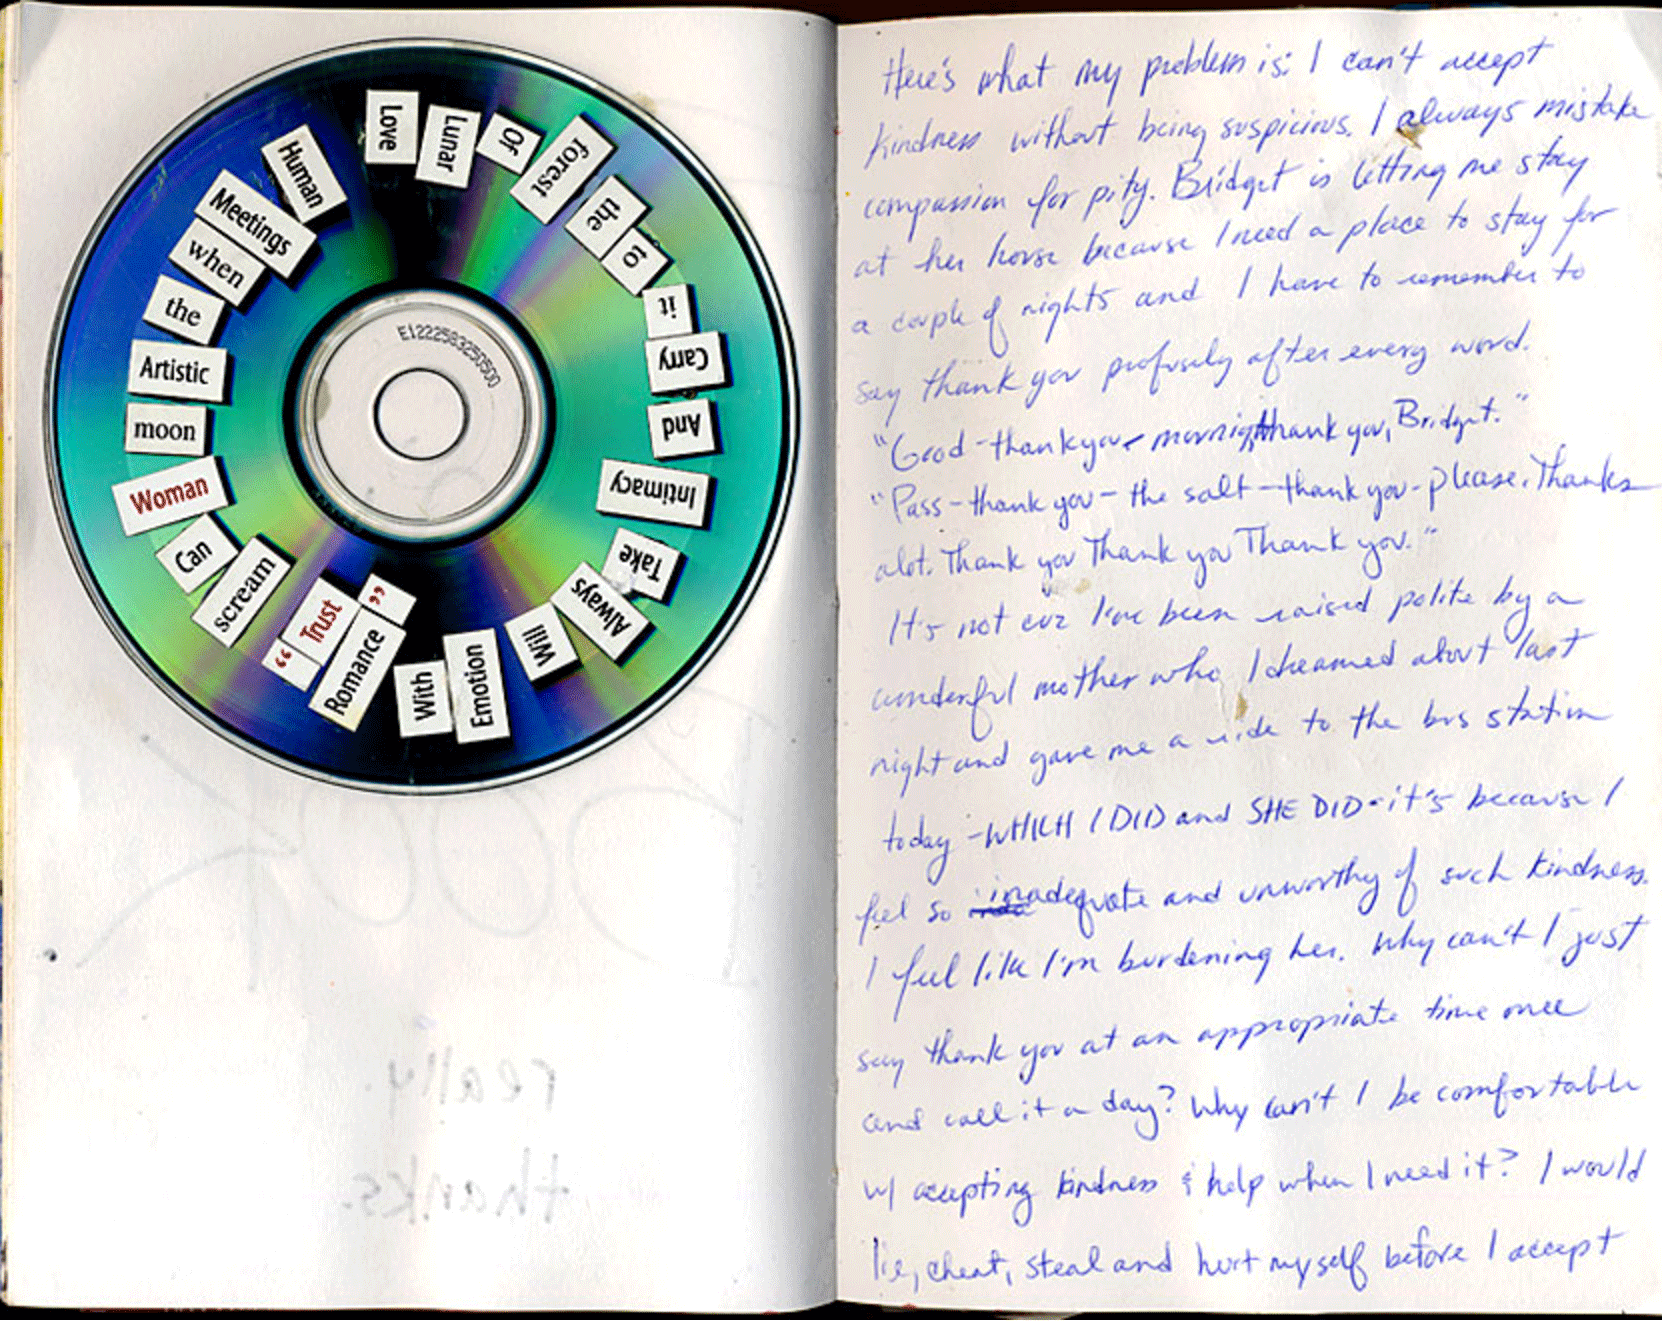 Human Meetings when the Artistic moon Woman Can scream “Trust” Romance With Emotion Will Always Take Intimacy And Carry it to the forest Of Lunar Love
really.
thanks.
Here's what my problem is: I can't accept
kindness without being suspicious. I always mistake
compassion for pity. Bridget is letting me stay
at her house because I need a place to stay for
a couple of nights and I have to remember to
say thank you profusely after every word.
"Good-thank you-morning thank you, Bridget."
"Pass-thank you-the salt-thank you-please. Thanks
alot. Thank you Thank you Thank you."
It's not cuz I've been raised polite by a
wonderful mother who I dreamed about last
night and gave me a ride to the bus station
today-WHICH I DID and SHE DID-it's because I
feel so inadequate and unworthy of such kindness.
I feel like I'm burdening her. Why can't I just
say thank you at an appropriate time once
and call it a day? Why can't I be comfortable
w/ accepting kindness & help when I need it? I would
lie, cheat, steal and hurt myself before I accept